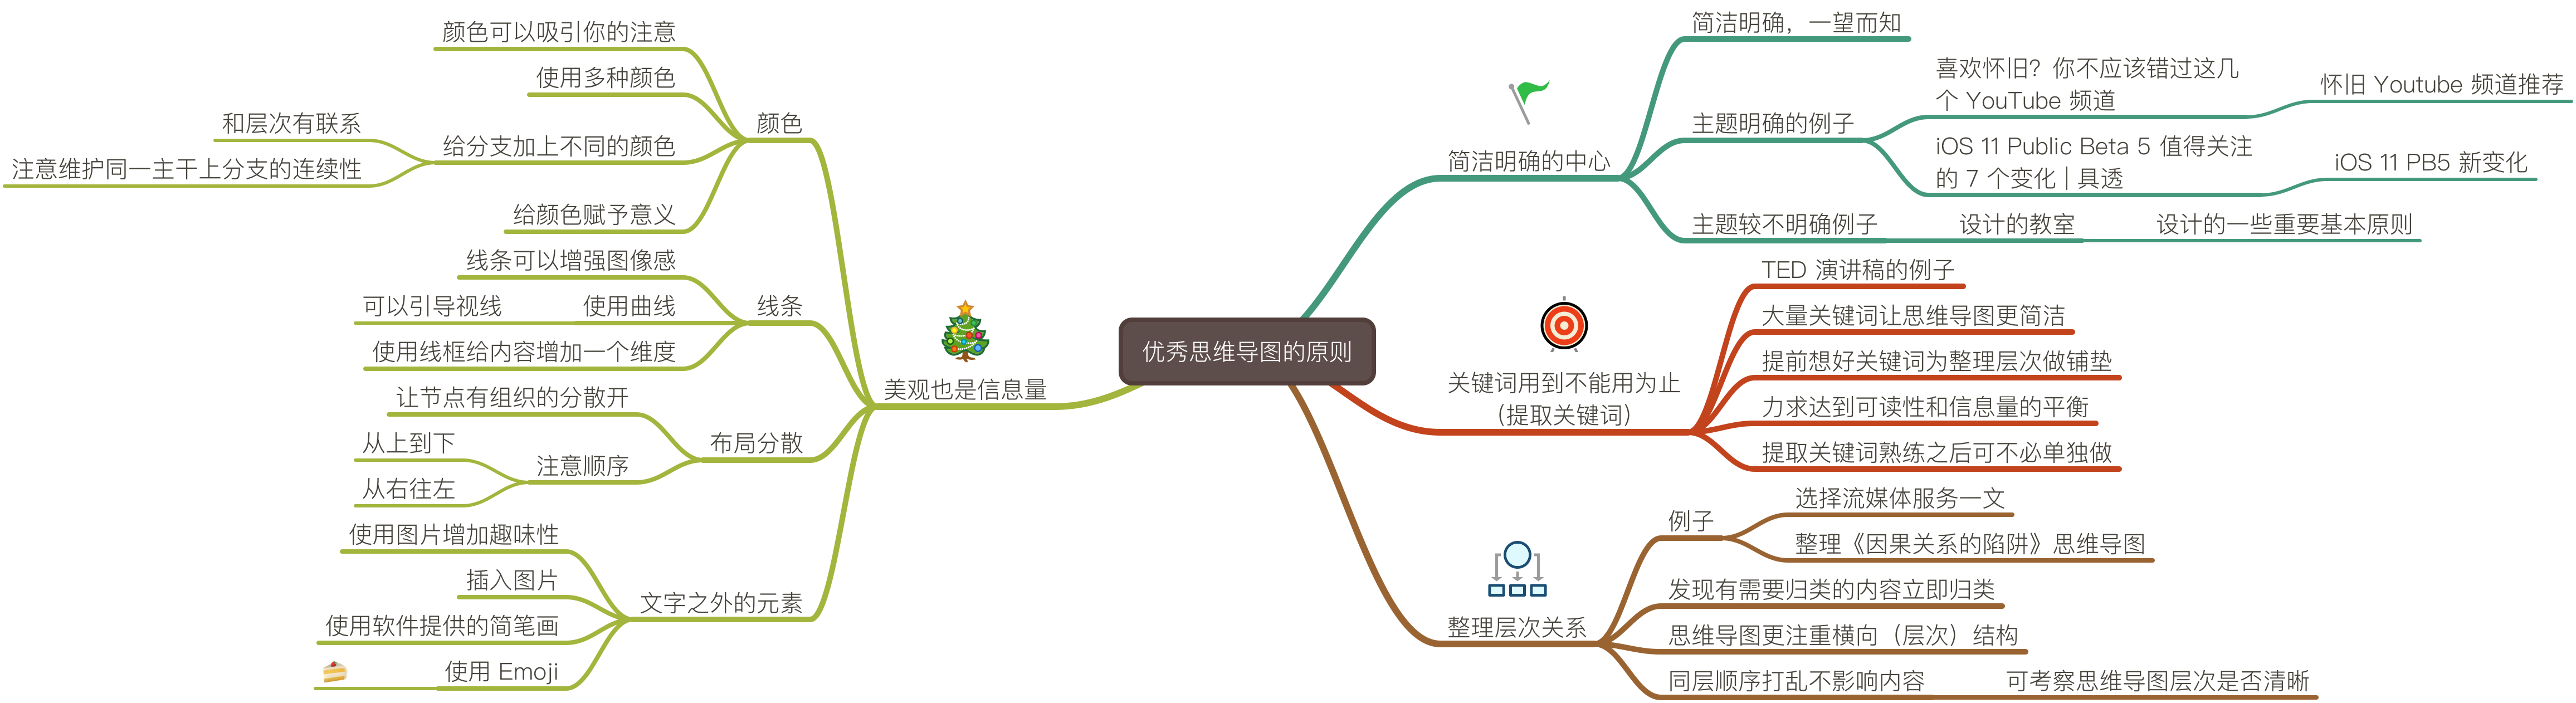 优秀思维导图的原则
简洁明确的中心
简洁明确，一望而知
主题明确的例子
喜欢怀旧？你不应该错过这几
个 YouTube 频道
怀旧 Youtube 频道推荐
iOS 11 Public Beta 5 值得关注
的 7 个变化 | 具透
iOS 11 PB5 新变化
主题较不明确例子
设计的教室
设计的一些重要基本原则
关键词用到不能用为止
（提取关键词）
TED 演讲稿的例子
大量关键词让思维导图更简洁
提前想好关键词为整理层次做铺垫
力求达到可读性和信息量的平衡
提取关键词熟练之后可不必单独做
整理层次关系
例子
选择流媒体服务一文
整理《因果关系的陷阱》思维导图
发现有需要归类的内容立即归类
思维导图更注重横向（层次）结构
同层顺序打乱不影响内容
可考察思维导图层次是否清晰
美观也是信息量
颜色
颜色可以吸引你的注意
使用多种颜色
给分支加上不同的颜色
和层次有联系
注意维护同一主干上分支的连续性
给颜色赋予意义
线条
线条可以增强图像感
使用曲线
可以引导视线
使用线框给内容增加一个维度
布局分散
让节点有组织的分散开
注意顺序
从上到下
从右往左
文字之外的元素
使用图片增加趣味性
插入图片
使用软件提供的简笔画
使用 Emoji